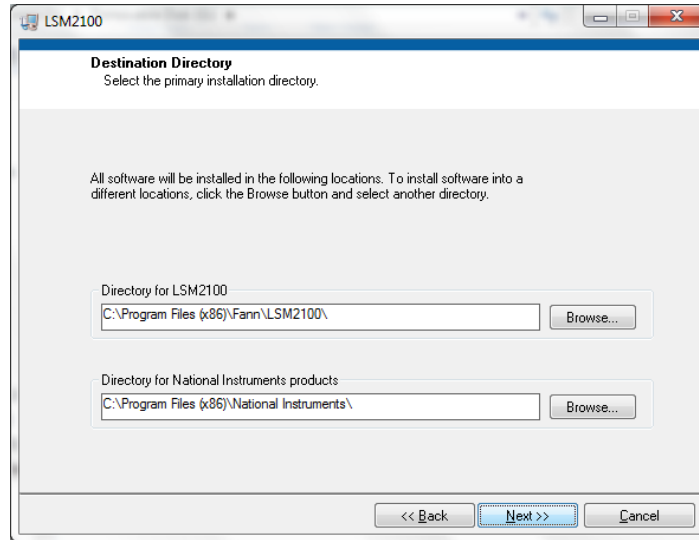 LSM2100
Destination Directory
Select the primary installation directory.
All software will be installed in the following locations. To install software into a
different locations, click the Browse button and select another directory.
Directory for LSM2100
C:\Program Files (x86)\Fann\LSM2100\
Browse...
Directory for National Instruments products
C:\Program Files (x86)\National Instruments\
Browse...
<< Back
Next >>
Cancel